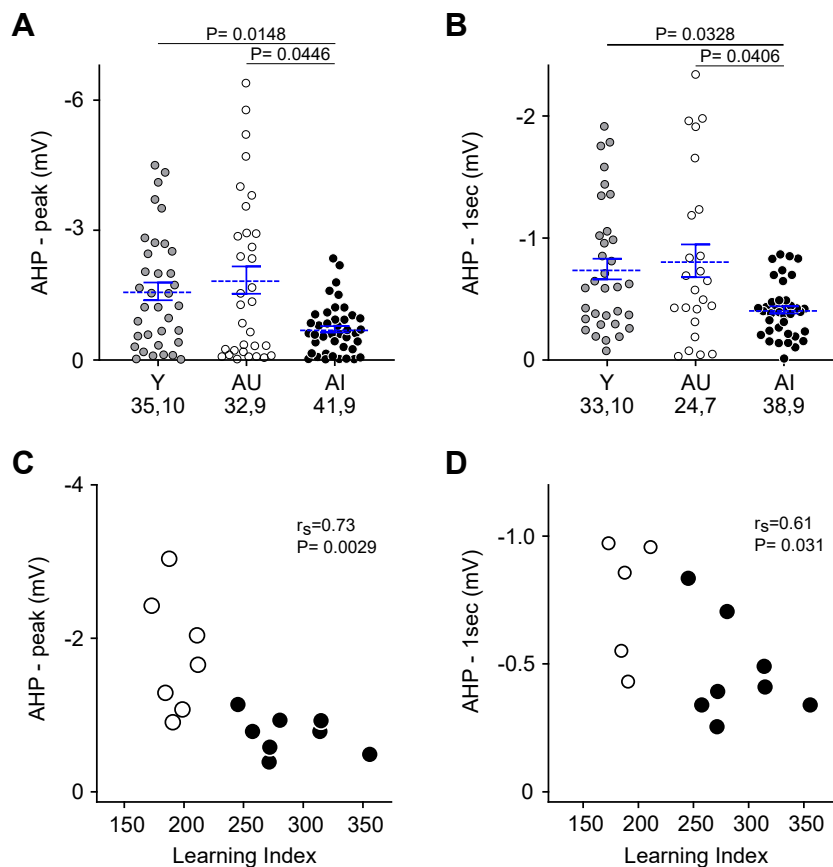 A
P= 0.0148
P= 0.0446
AHP - peak (mV)
-6
-3
0
Y
AU
AI
35,10
32,9
41,9
B
P= 0.0328
P= 0.0406
AHP - 1sec (mV)
-2
-1
0
Y
AU
AI
33,10
24,7
38,9
C
AHP - peak (mV)
-4
-2
0
rs=0.73
P= 0.0029
150
200
250
300
350
Learning Index
D
AHP - 1sec (mV)
-1.0
-0.5
0
rs=0.61
P= 0.031
150
200
250
300
350
Learning Index